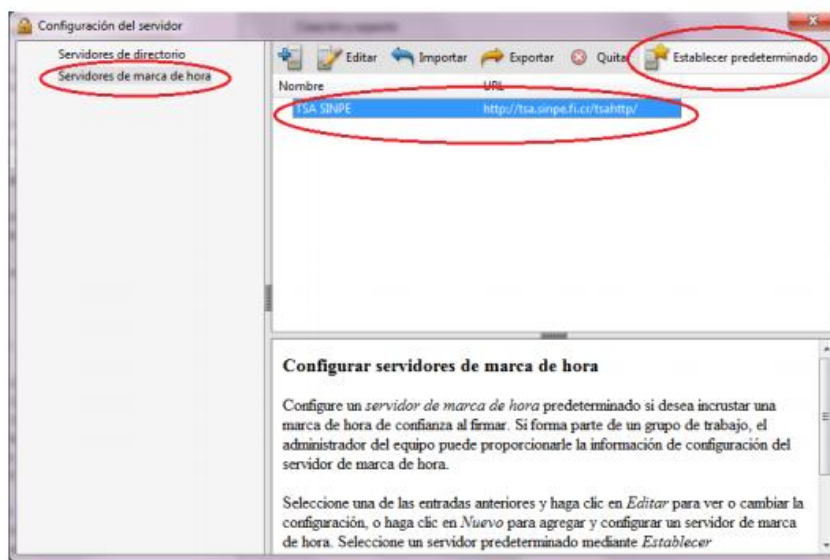 Configuración del servidor
Servidores de directorio
Servidores de marca de hora
Editar Importar Exportar Quitar Establecer predeterminado
Nombre URL
TSA SINPE http://tsa.sinpe.fi.cr/tsahttp/
Configurar servidores de marca de hora
Configure un servidor de marca de hora predeterminado si desea incrustar una
marca de hora de confianza al firmar. Si forma parte de un grupo de trabajo, el
administrador del equipo puede proporcionarle la información de configuración del
servidor de marca de hora.
Seleccione una de las entradas anteriores y haga clic en Editar para ver o cambiar la
configuración, o haga clic en Nuevo para agregar y configurar un servidor de marca
de hora. Seleccione un servidor predeterminado mediante Establecer